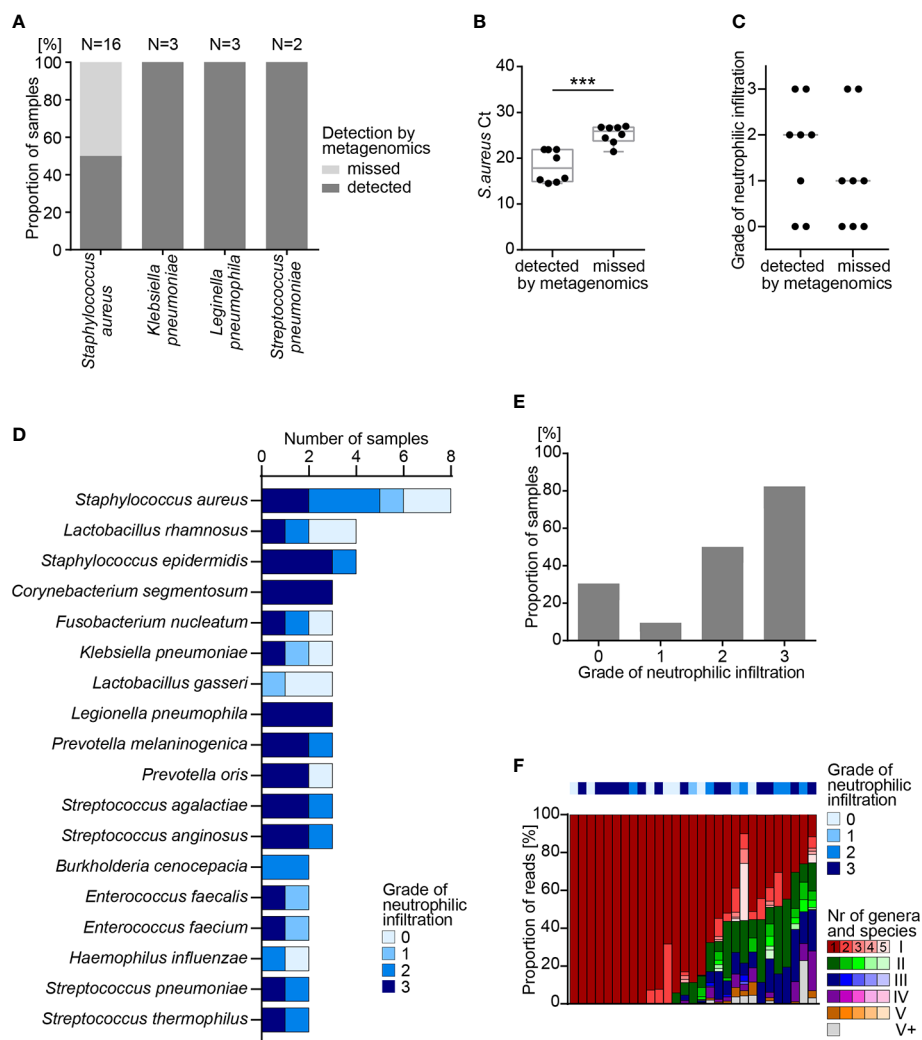 A
[%]
N=16 N=3 N=3 N=2
Proportion of samples
100
80
60
40
20
0
Staphylococcus
aureus
Klebsiella
pneumoniae
Leginella
pneumophila
Streptococcus
pneumoniae
Detection by
metagenomics
missed
detected
B
S.aureus Ct
40
30
20
10
0
***
detected missed
by metagenomics
C
Grade of neutrophilic infiltration
3
2
1
0
detected missed
by metagenomics
D
Number of samples
0 2 4 6 8
Staphylococcus aureus
Lactobacillus rhamnosus
Staphylococcus epidermidis
Corynebacterium segmentosum
Fusobacterium nucleatum
Klebsiella pneumoniae
Lactobacillus gasseri
Legionella pneumophila
Prevotella melaninogenica
Prevotella oris
Streptococcus agalactiae
Streptococcus anginosus
Burkholderia cenocepacia
Enterococcus faecalis
Enterococcus faecium
Haemophilus influenzae
Streptococcus pneumoniae
Streptococcus thermophilus
Grade of
neutrophilic
infiltration
0
1
2
3
E
[%]
Proportion of samples
100
80
60
40
20
0
0 1 2 3
Grade of neutrophilic infiltration
F
Proportion of reads [%]
100
80
60
40
20
0
Grade of
neutrophilic
infiltration
0
1
2
3
Nr of genera
and species
1 2 3 4 5 I
II
III
IV
V
V+